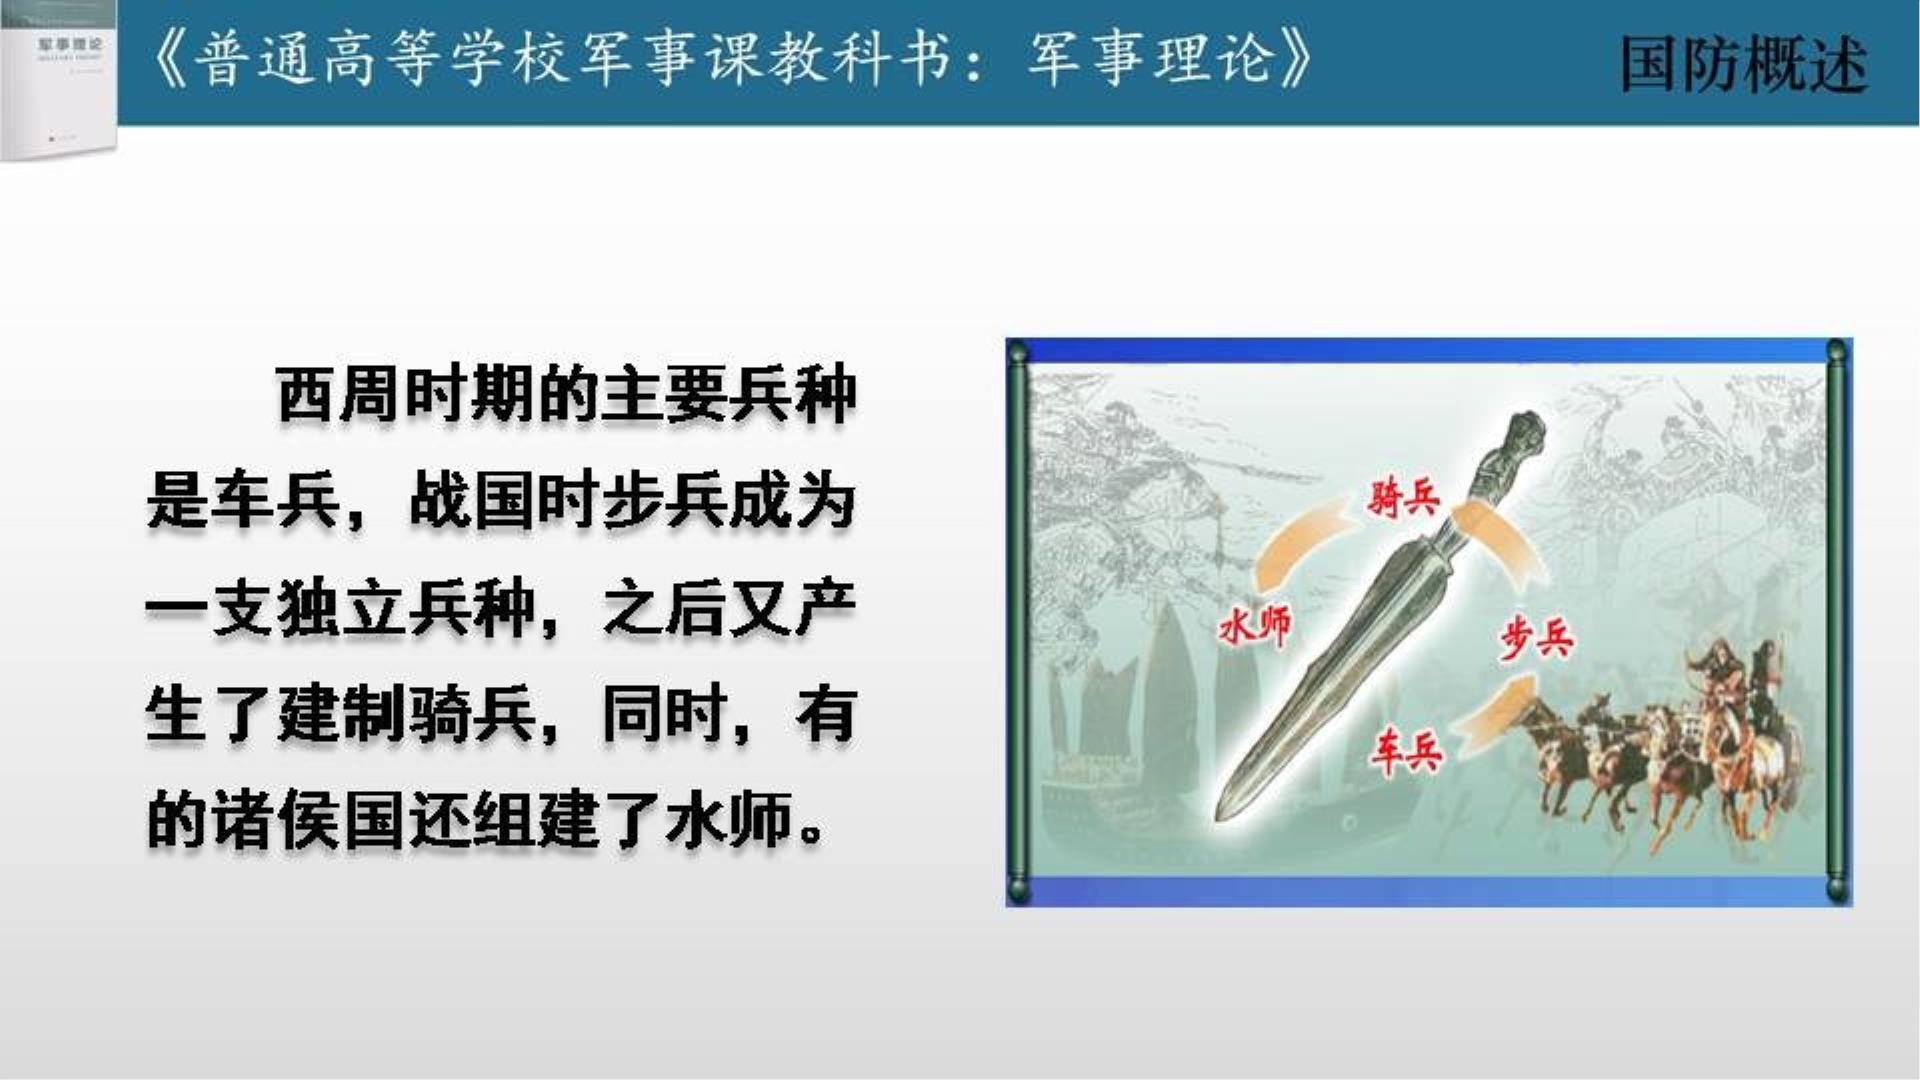 军事理论
《普通高等学校军事课教科书：军事理论》
国防概述
西周时期的主要兵种
是车兵，战国时步兵成为
一支独立兵种，之后又产
生了建制骑兵，同时，有
的诸侯国还组建了水师。
骑兵
水师
步兵
车兵